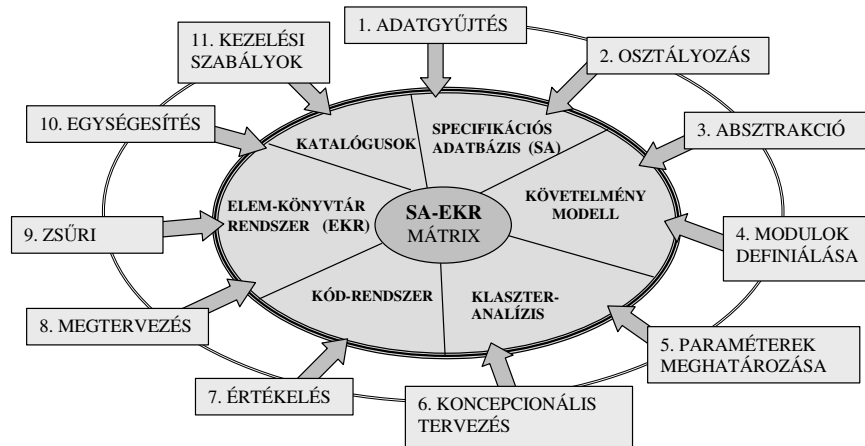 1. ADATGYŰJTÉS
2. OSZTÁLYOZÁS
3. ABSZTRAKCIÓ
4. MODULOK
DEFINIÁLÁSA
5. PARAMÉTEREK
MEGHATÁROZÁSA
6. KONCEPCIONÁLIS
TERVEZÉS
7. ÉRTÉKELÉS
8. MEGTERVEZÉS
9. ZSŰRI
10. EGYSÉGESÍTÉS
11. KEZELÉSI
SZABÁLYOK
KATALÓGUSOK
SPECIFIKÁCIÓS
ADATBÁZIS (SA)
KÖVETELMÉNY
MODELL
KLASZTER-
ANALÍZIS
KÓD-RENDSZER
ELEM-KÖNYVTÁR
RENDSZER (EKR)
SA-EKR
MÁTRIX